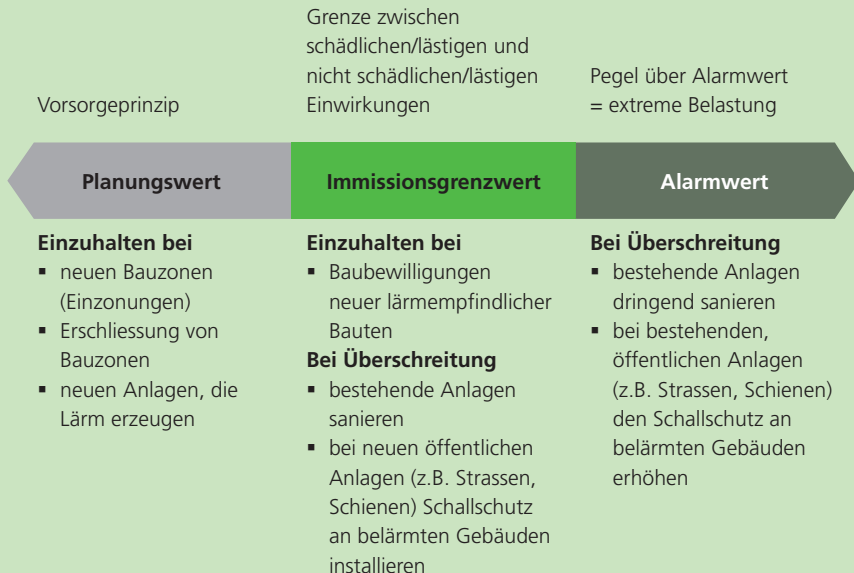 Vorsorgeprinzip
Grenze zwischen
schädlichen/lästigen und
nicht schädlichen/lästigen
Einwirkungen
Pegel über Alarmwert
= extreme Belastung
Planungswert
Immissionsgrenzwert
Alarmwert
Einzuhalten bei
▪ neuen Bauzonen
(Einzonungen)
▪ Erschliessung von
Bauzonen
▪ neuen Anlagen, die
Lärm erzeugen
Einzuhalten bei
▪ Baubewilligungen
neuer lärmempfindlicher
Bauten
Bei Überschreitung
▪ bestehende Anlagen
sanieren
▪ bei neuen öffentlichen
Anlagen (z.B. Strassen,
Schienen) Schallschutz
an belärmten Gebäuden
installieren
Bei Überschreitung
▪ bestehende Anlagen
dringend sanieren
▪ bei bestehenden,
öffentlichen Anlagen
(z.B. Strassen, Schienen)
den Schallschutz an
belärmten Gebäuden
erhöhen